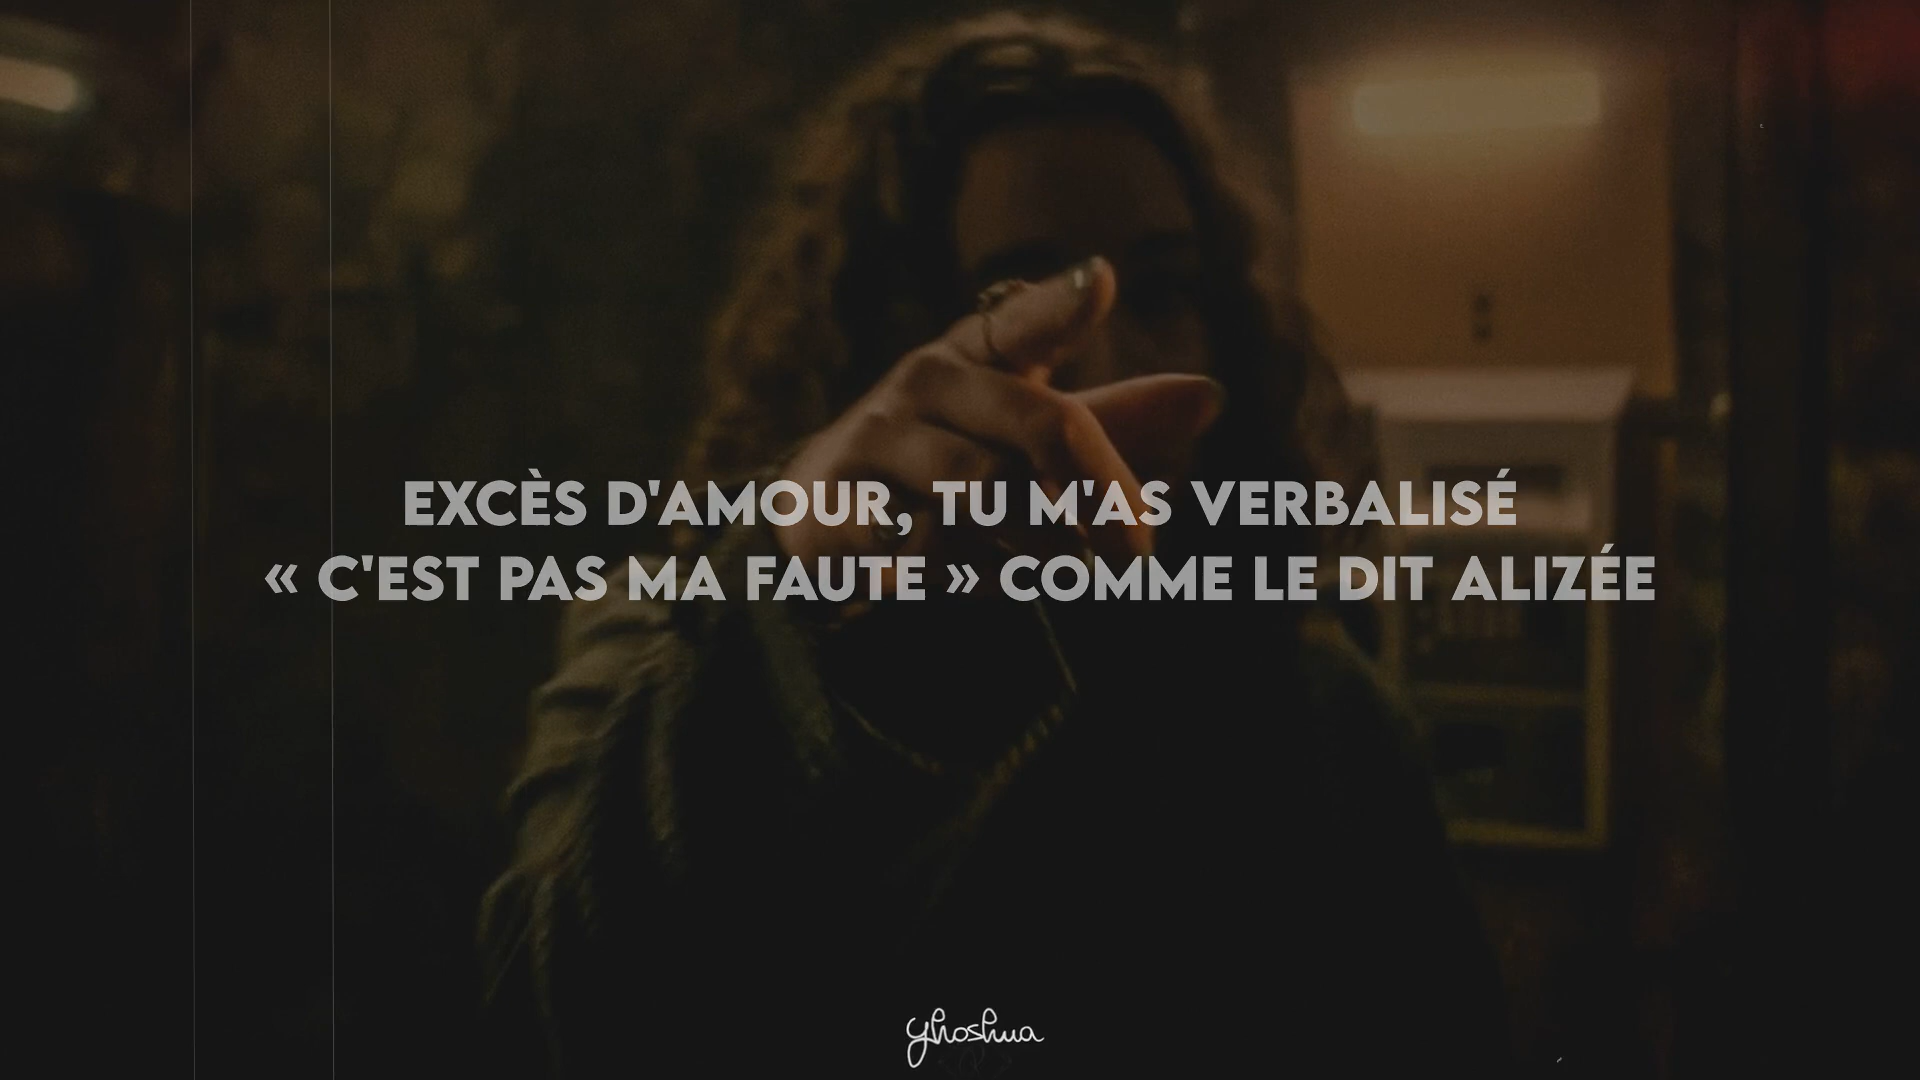 EXCÈS D'AMOUR, TU M'AS VERBALISÉ
« C'EST PAS MA FAUTE » COMME LE DIT ALIZÉE
yhoshua